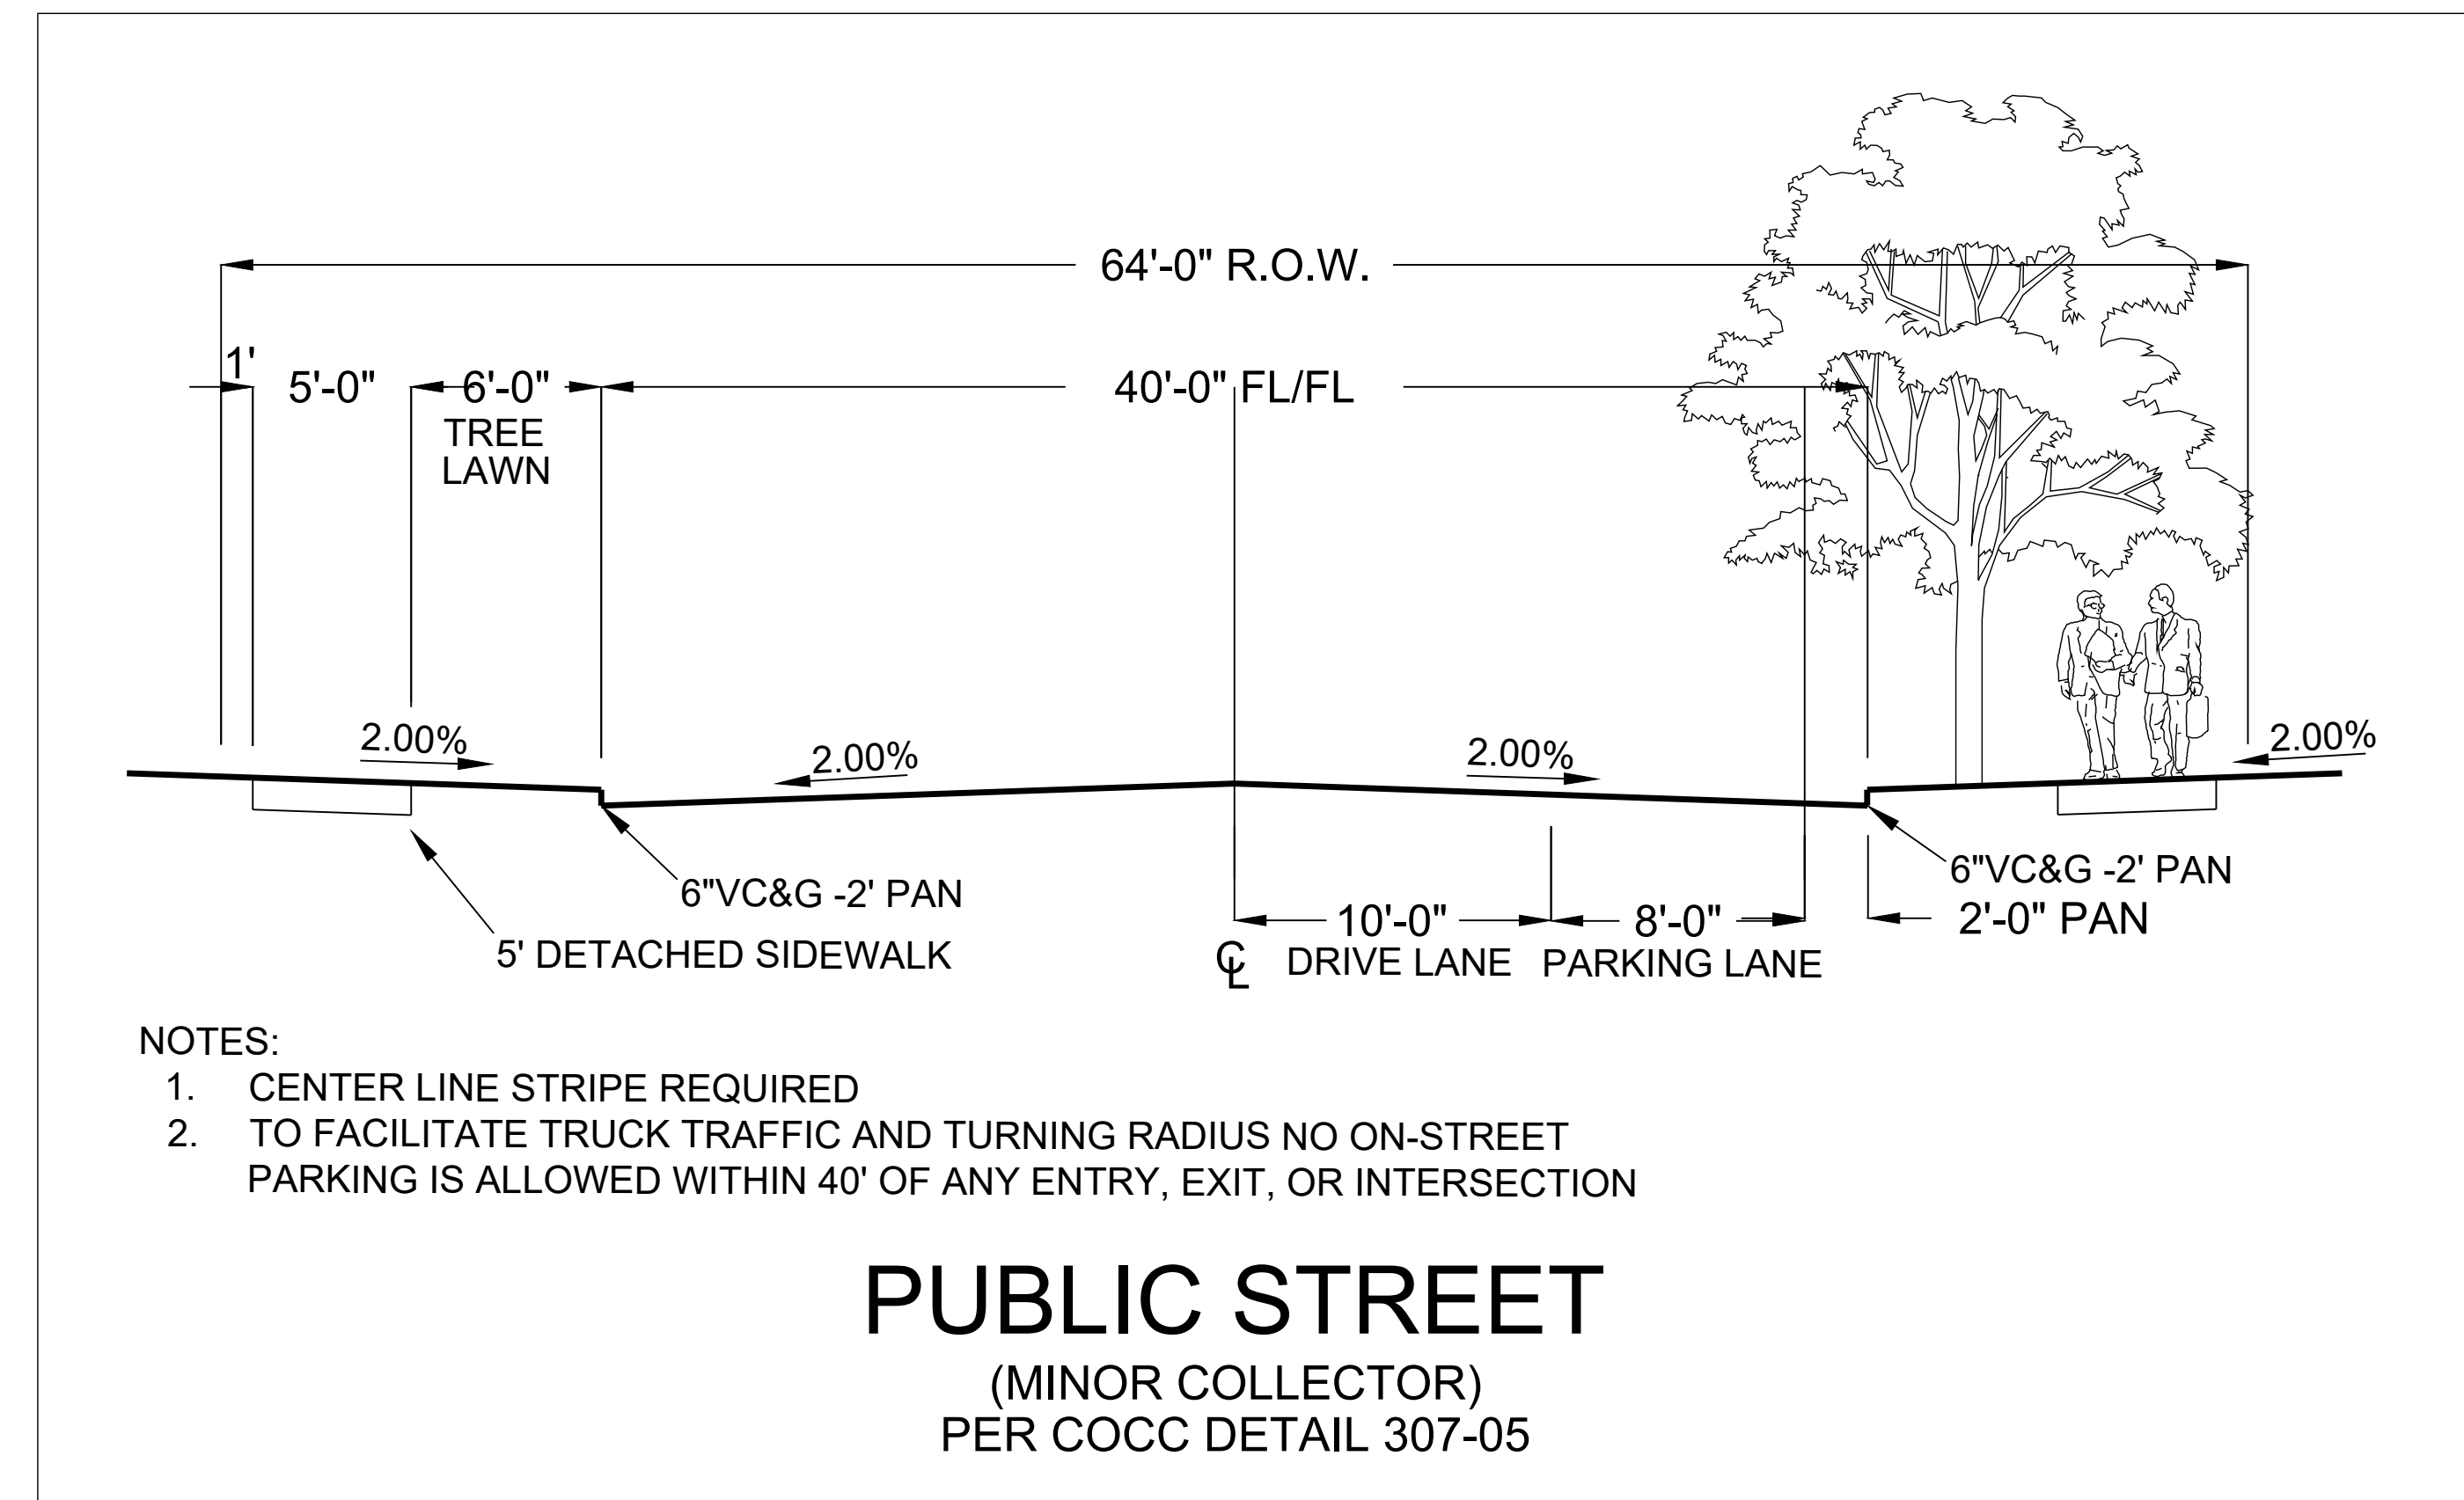 64'-0" R.O.W.
1'
5'-0"
6'-0"
40'-0" FL/FL
TREE
LAWN
2.00%
2.00%
2.00%
2.00%
6"VC&G -2' PAN
6"VC&G -2' PAN
10'-0"
8'-0"
2'-0" PAN
5' DETACHED SIDEWALK
CL
DRIVE LANE
PARKING LANE
NOTES:
1. CENTER LINE STRIPE REQUIRED
2. TO FACILITATE TRUCK TRAFFIC AND TURNING RADIUS NO ON-STREET
PARKING IS ALLOWED WITHIN 40' OF ANY ENTRY, EXIT, OR INTERSECTION
PUBLIC STREET
(MINOR COLLECTOR)
PER COCC DETAIL 307-05